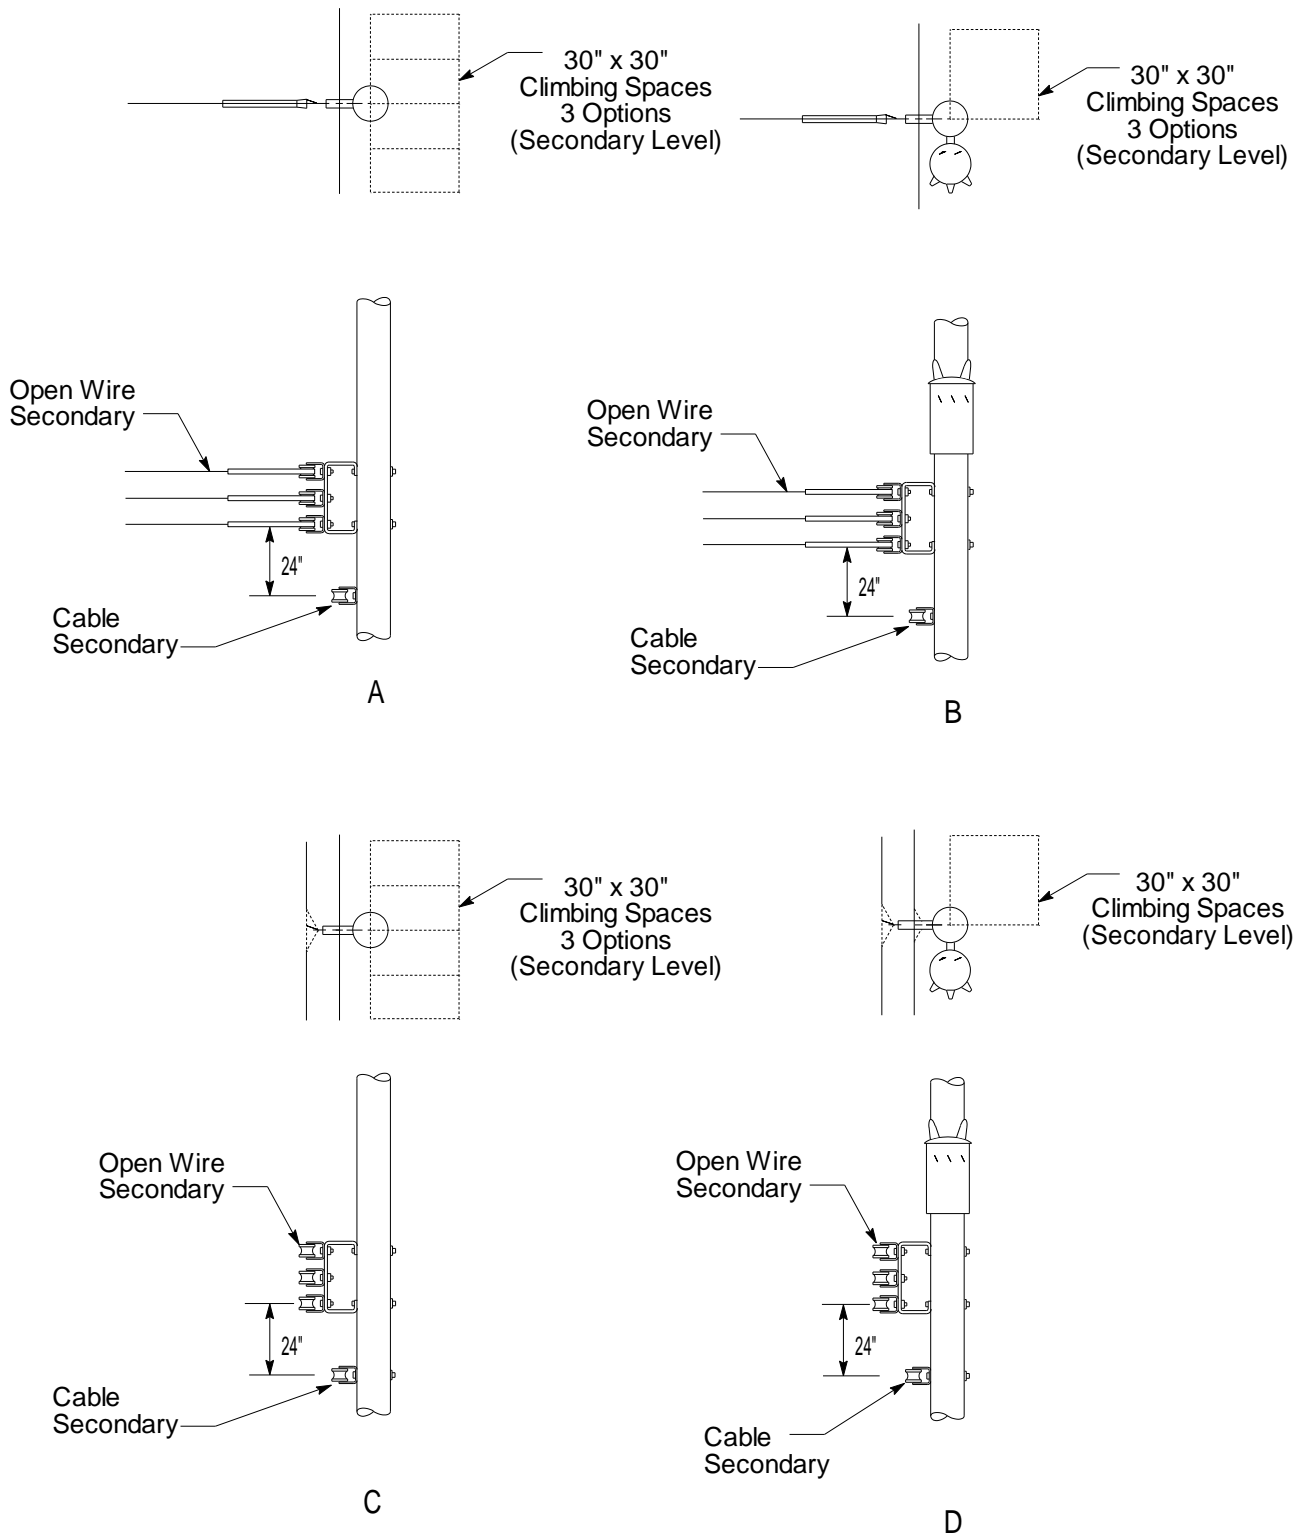 30" x 30"
Climbing Spaces
3 Options
(Secondary Level)
30" x 30"
Climbing Spaces
3 Options
(Secondary Level)
Open Wire
Secondary
24"
Cable
Secondary
A
Open Wire
Secondary
24"
Cable
Secondary
B
30" x 30"
Climbing Spaces
3 Options
(Secondary Level)
30" x 30"
Climbing Spaces
(Secondary Level)
Open Wire
Secondary
24"
Cable
Secondary
C
Open Wire
Secondary
24"
Cable
Secondary
D